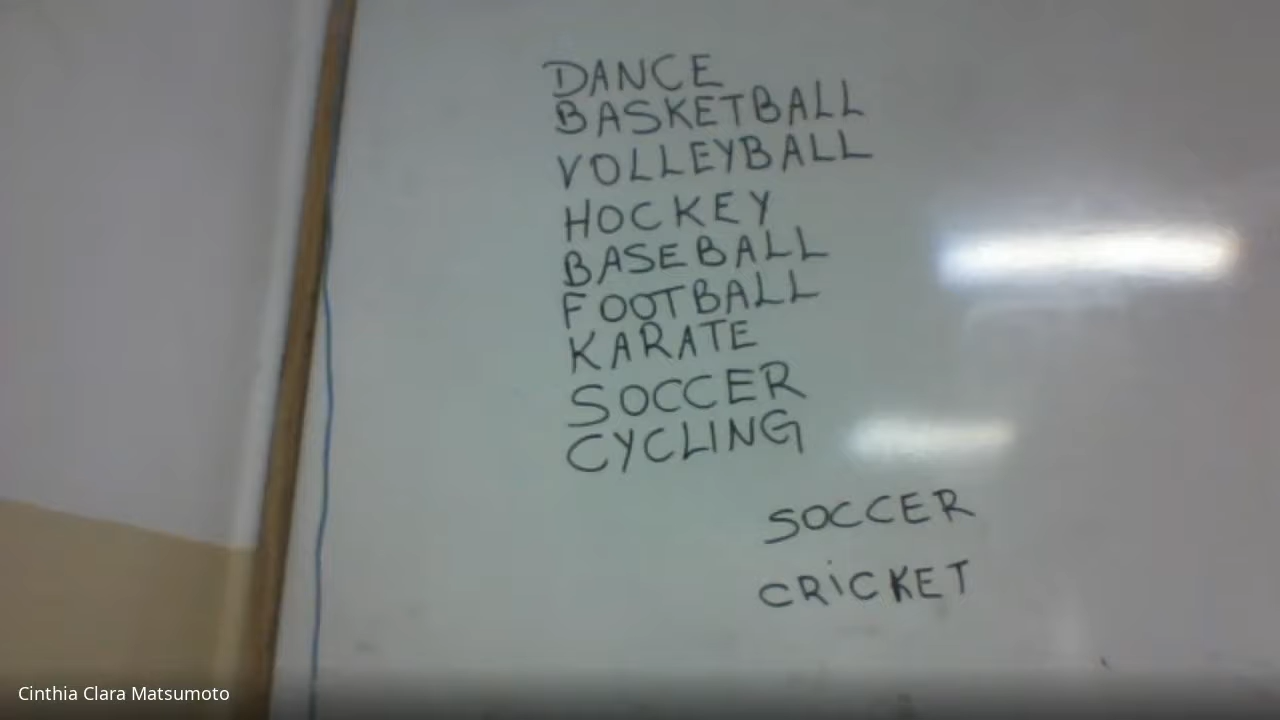 DANCE
BASKETBALL
VOLLEYBALL
HOCKEY
BASEBALL
FOOTBALL
KARATE
SOCCER
CYCLING
SOCCER
CRiCKET
Cinthia Clara Matsumoto